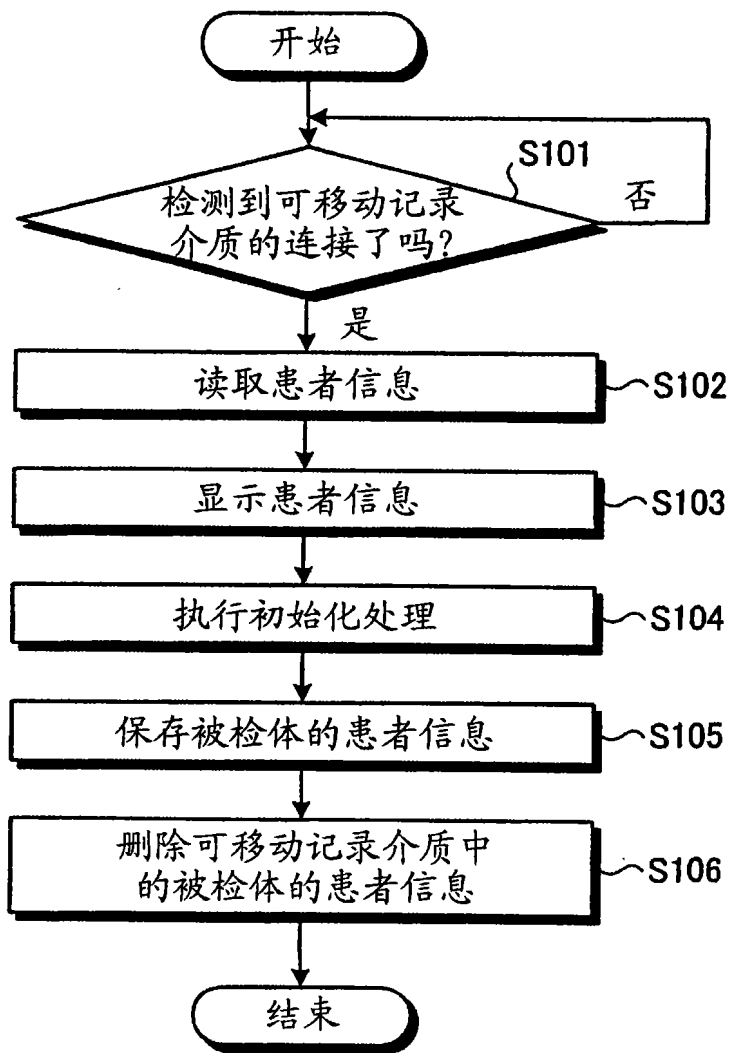 开始
S101
检测到可移动记录
介质的连接了吗?
否
是
读取患者信息
S102
显示患者信息
S103
执行初始化处理
S104
保存被检体的患者信息
S105
删除可移动记录介质中
的被检体的患者信息
S106
结束